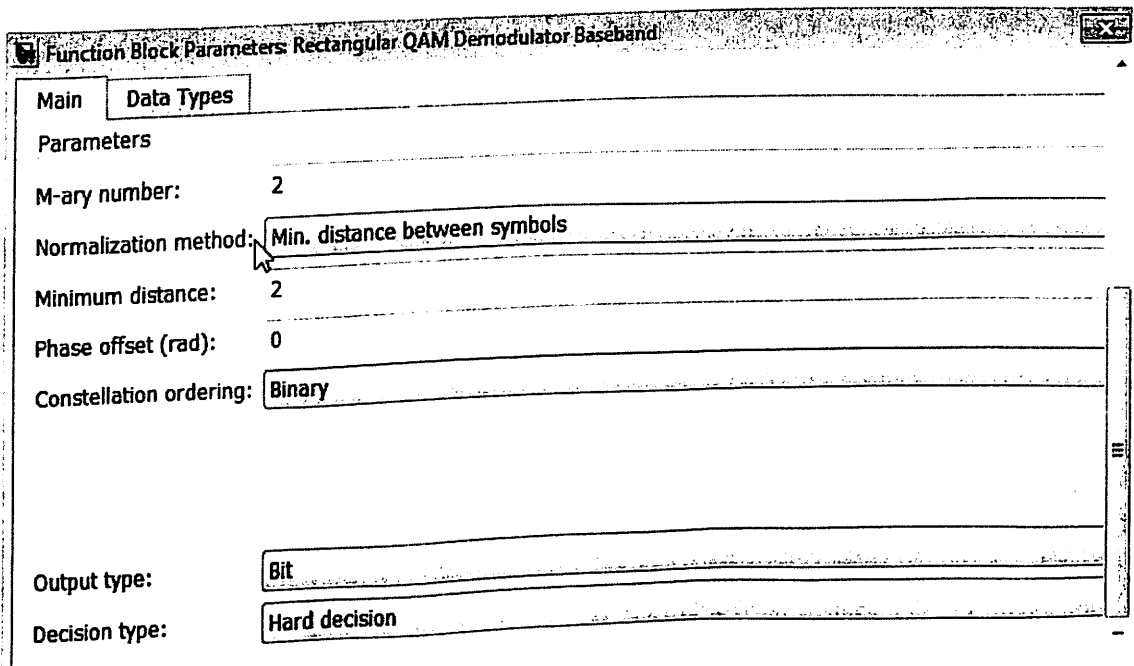 Function Block Parameters: Rectangular QAM Demodulator Baseband
Main Data Types
Parameters
M-ary number: 2
Normalization method: Min. distance between symbols
Minimum distance: 2
Phase offset (rad): 0
Constellation ordering: Binary
Output type: Bit
Decision type: Hard decision